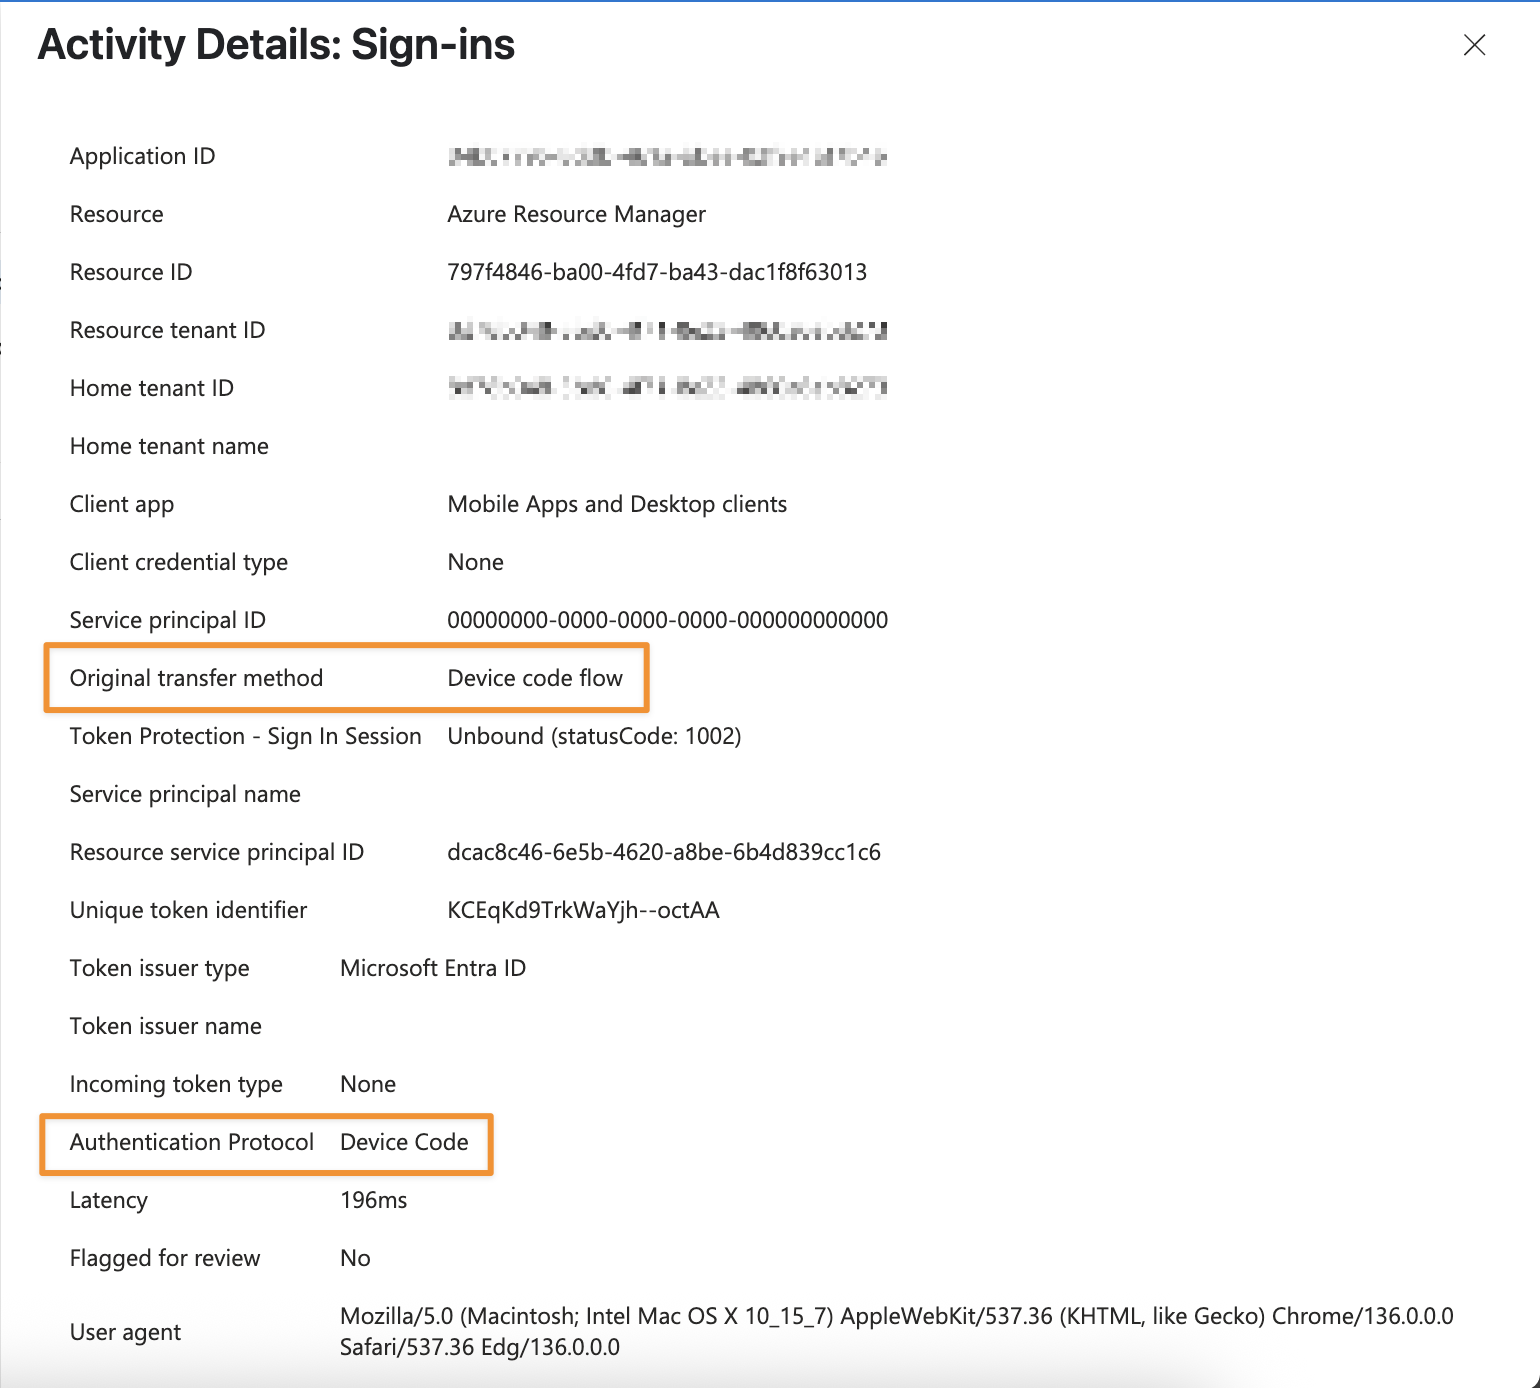 Activity Details: Sign-ins
Application ID
Resource Azure Resource Manager
Resource ID 797f4846-ba00-4fd7-ba43-dac1f8f63013
Resource tenant ID
Home tenant ID
Home tenant name
Client app Mobile Apps and Desktop clients
Client credential type None
Service principal ID 00000000-0000-0000-0000-000000000000
Original transfer method Device code flow
Token Protection - Sign In Session Unbound (statusCode: 1002)
Service principal name
Resource service principal ID dcac8c46-6e5b-4620-a8be-6b4d839cc1c6
Unique token identifier KCEqKd9TrkWaYjh--octAA
Token issuer type Microsoft Entra ID
Token issuer name
Incoming token type None
Authentication Protocol Device Code
Latency 196ms
Flagged for review No
User agent Mozilla/5.0 (Macintosh; Intel Mac OS X 10_15_7) AppleWebKit/537.36 (KHTML, like Gecko) Chrome/136.0.0.0
Safari/537.36 Edg/136.0.0.0